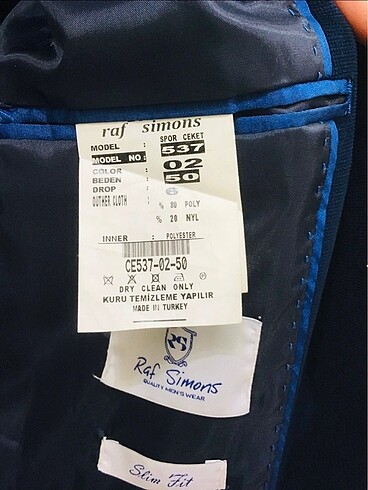 raf simons
MODEL : SPOR CEKET
MODEL NO: 537
COLOR : 02
BEDEN : 50
DROP : 6
OUTHER CLOTH : % 80 POLY
% 20 NYL
INNER : POLYESTER
CE537-02-50
DRY CLEAN ONLY
KURU TEMİZLEME YAPILIR
MADE IN TURKEY
RS
Raf Simons
QUALITY MEN'S WEAR
Slim Fit